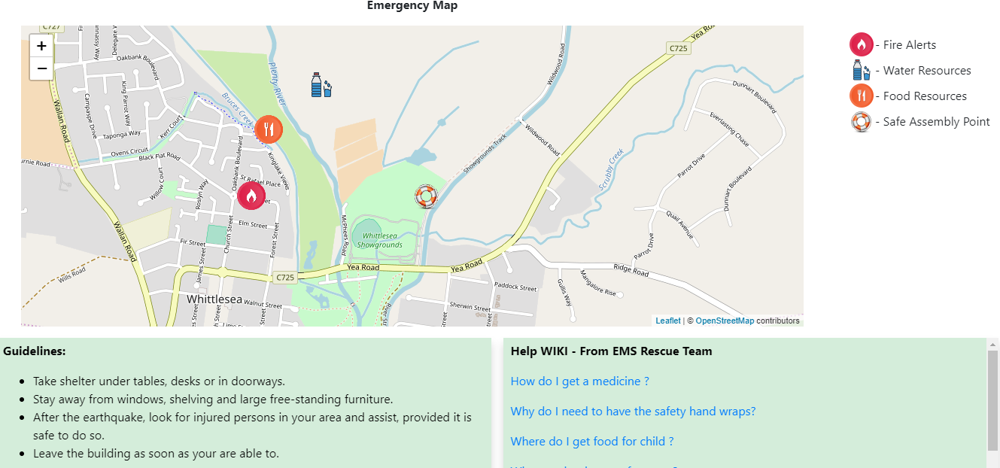 Emergency Map
C727
+
−
Wallan Road
Oakbank Boulevard
Delegate W
nnessy Way
King Parrot Way
Campaspe Drive
Taponga Way
Kerr Court
Ovens Circuit
Black Flat Road
urnie Road
Willow Court
Roslyn Way
Oakbank Boulevard
St Rafael Place
Kinglake Views
Bruces Creek
Plenty River
Elm Street
Fir Street
Church Street
Forest Street
James Street
Wallan Road
Wills Road
Whittlesea
Walnut Street
C725
Yea Road
McPhees Road
Whittlesea
Showgrounds
Showgrounds Track
Wildwood Road
Wildwood Road
C725
Yea Ro
Yea Road
River St
Sherwin Street
Paddock Street
Gullis Way
Mangalore Rise
Ridge Road
Scrubby Creek
Parrot Drive
Parrot Drive
Quail Avenue
Everlasting Chase
Dunnart Boulevard
Dunnart Boulevard
Leaflet | © OpenStreetMap contributors
- Fire Alerts
- Water Resources
- Food Resources
- Safe Assembly Point
Guidelines:
• Take shelter under tables, desks or in doorways.
• Stay away from windows, shelving and large free-standing furniture.
• After the earthquake, look for injured persons in your area and assist, provided it is
safe to do so.
• Leave the building as soon as your are able to.
Help WIKI - From EMS Rescue Team
How do I get a medicine ?
Why do I need to have the safety hand wraps?
Where do I get food for child ?